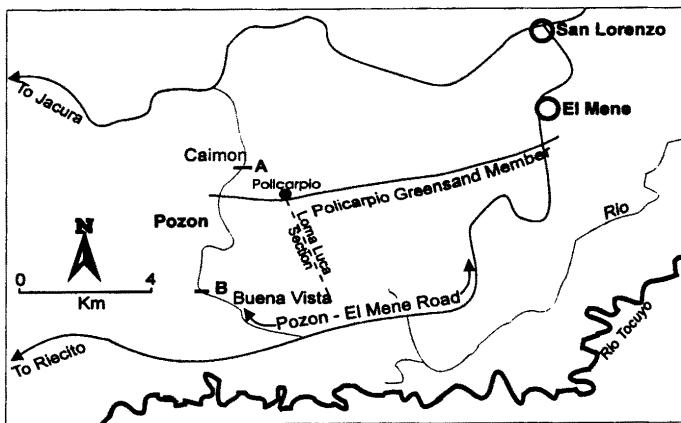 San Lorenzo
To Jacura
El Mene
Caimon
A
Policarpio
Policarpio Greensand Member
Pozon
Loma Luca
Section
Rio
N
0 4
Km
B
Buena Vista
Pozon - El Mene Road
Rio Tocuyo
To Riecito